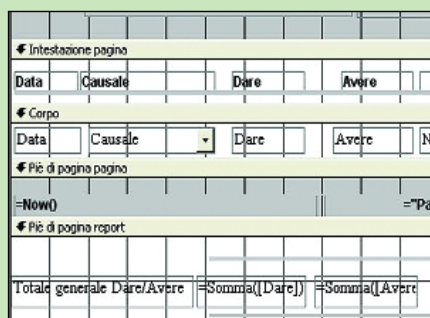 Intestazione pagina
Data Causale Dare Avere
Corpo
Data Causale Dare Avere N
Piè di pagina pagina
=Now() ="Pa
Piè di pagina report
Totale generale Dare/Avere =Somma([Dare]) =Somma([Avere